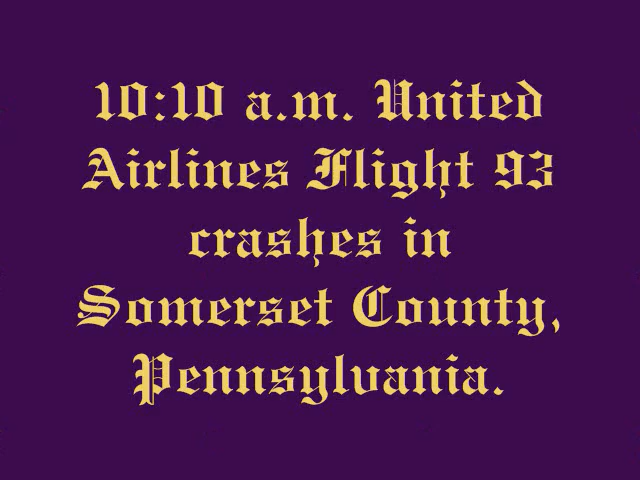 10:10 a.m. United
Airlines Flight 93
crashes in
Somerset County,
Pennsylvania.